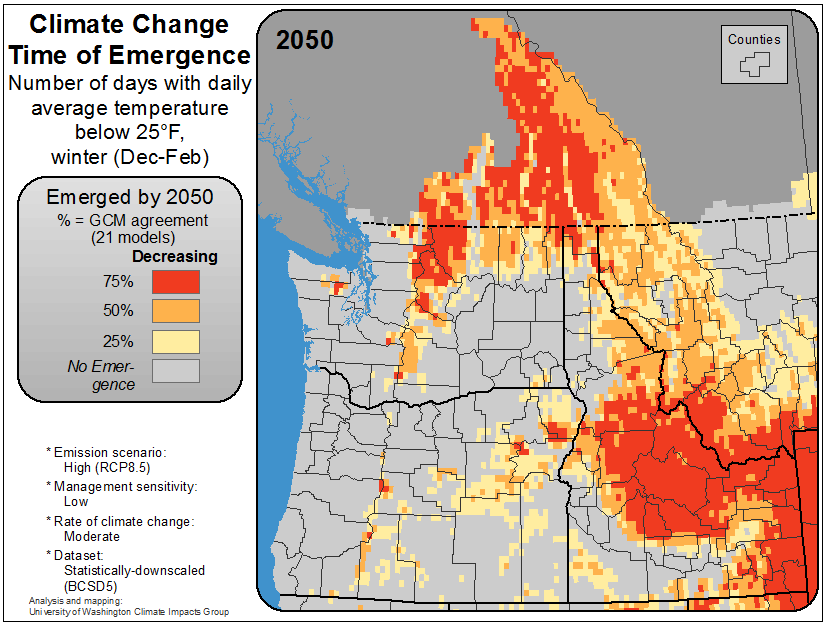 Climate Change
Time of Emergence
Number of days with daily
average temperature
below 25°F,
winter (Dec-Feb)
Emerged by 2050
% = GCM agreement
(21 models)
Decreasing
75%
50%
25%
No Emer-
gence
* Emission scenario:
High (RCP8.5)
* Management sensitivity:
Low
* Rate of climate change:
Moderate
* Dataset:
Statistically-downscaled
(BCSD5)
Analysis and mapping:
University of Washington Climate Impacts Group
2050
Counties